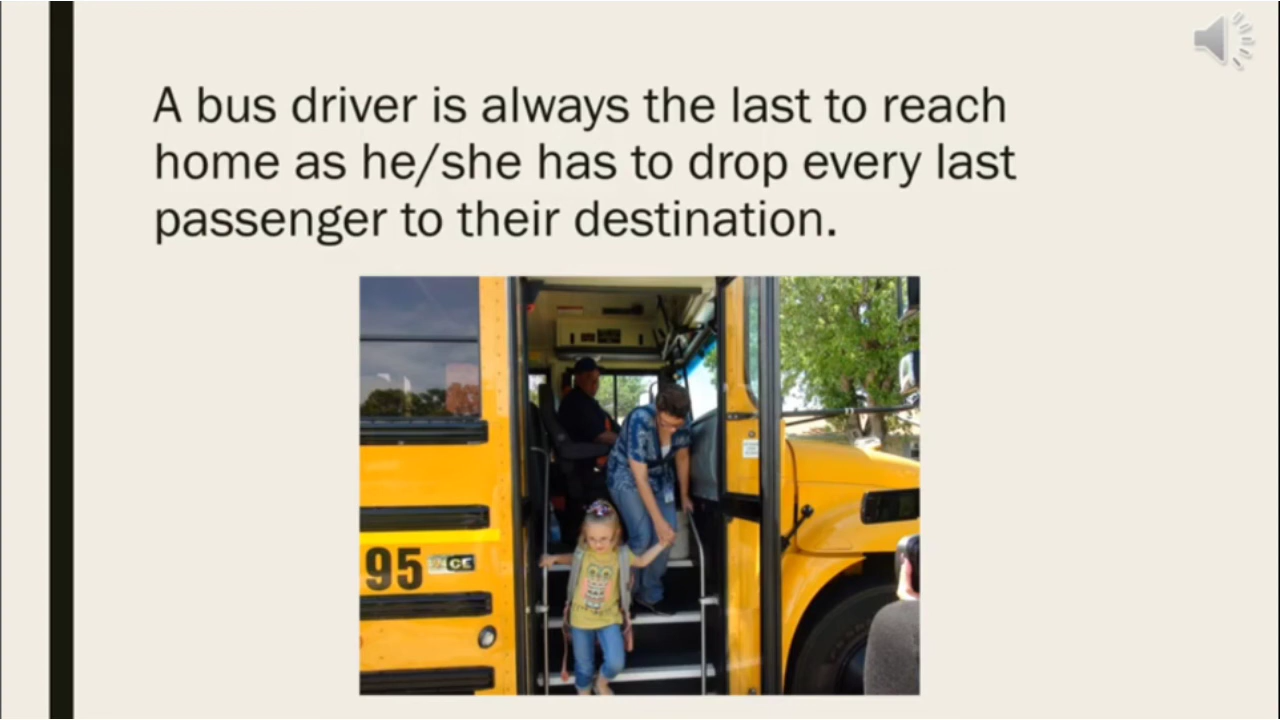 A bus driver is always the last to reach
home as he/she has to drop every last
passenger to their destination.
95
CE